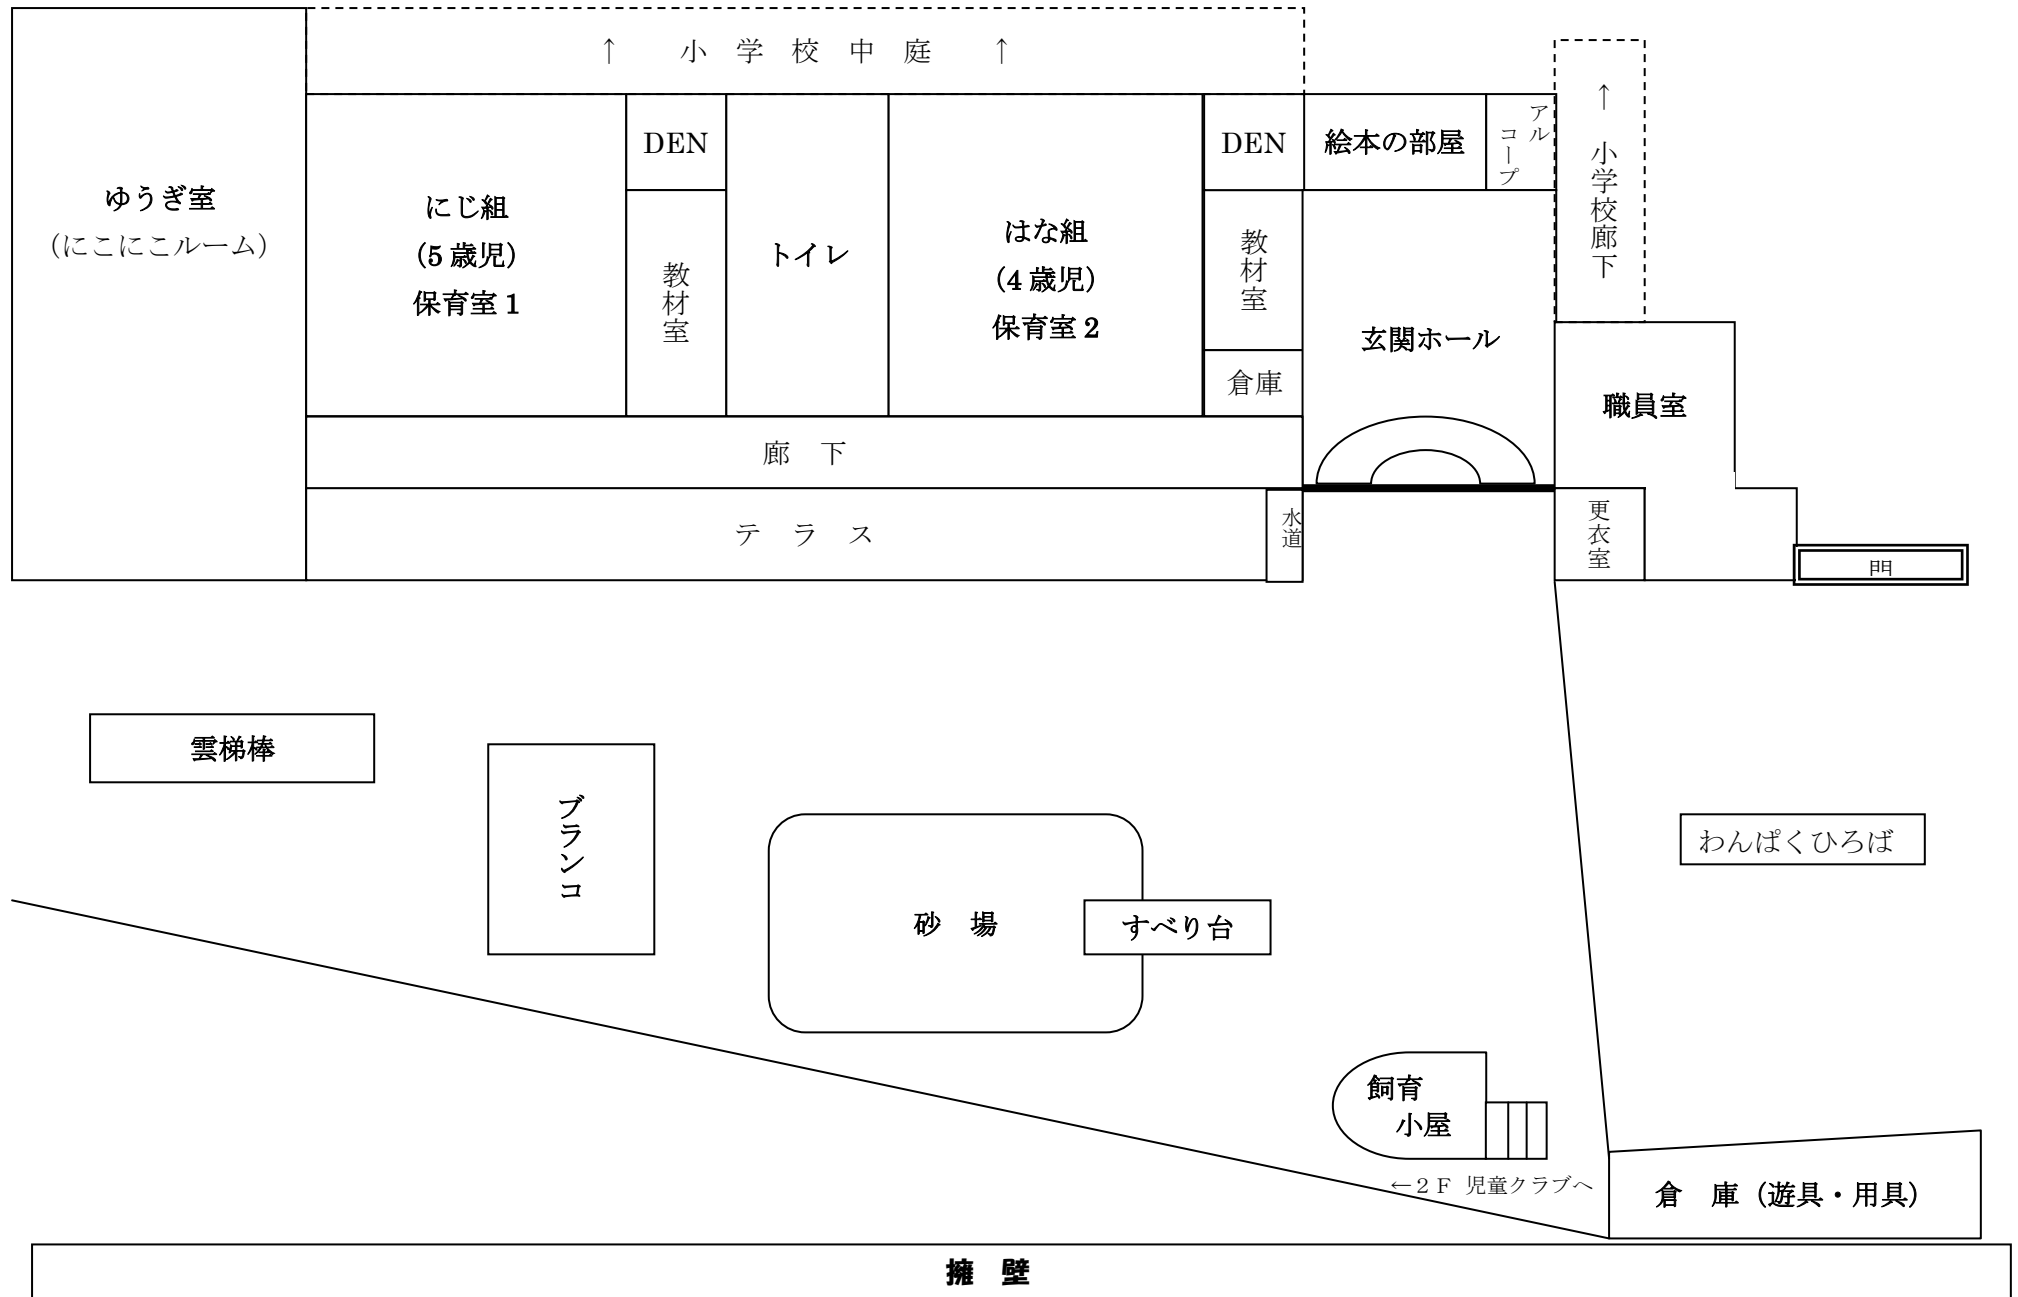 ↑ 小学校中庭 ↑
ゆうぎ室
（にこにこルーム）
にじ組
（5歳児）
保育室1
DEN
教材室
トイレ
はな組
（4歳児）
保育室2
DEN
教材室
倉庫
絵本の部屋
アルコープ
玄関ホール
↑ 小学校廊下
職員室
廊 下
テ ラ ス
水道
更衣室
門
雲梯棒
ブランコ
砂 場
すべり台
わんぱくひろば
飼育
小屋
←２Ｆ 児童クラブへ
倉 庫（遊具・用具）
擁 壁